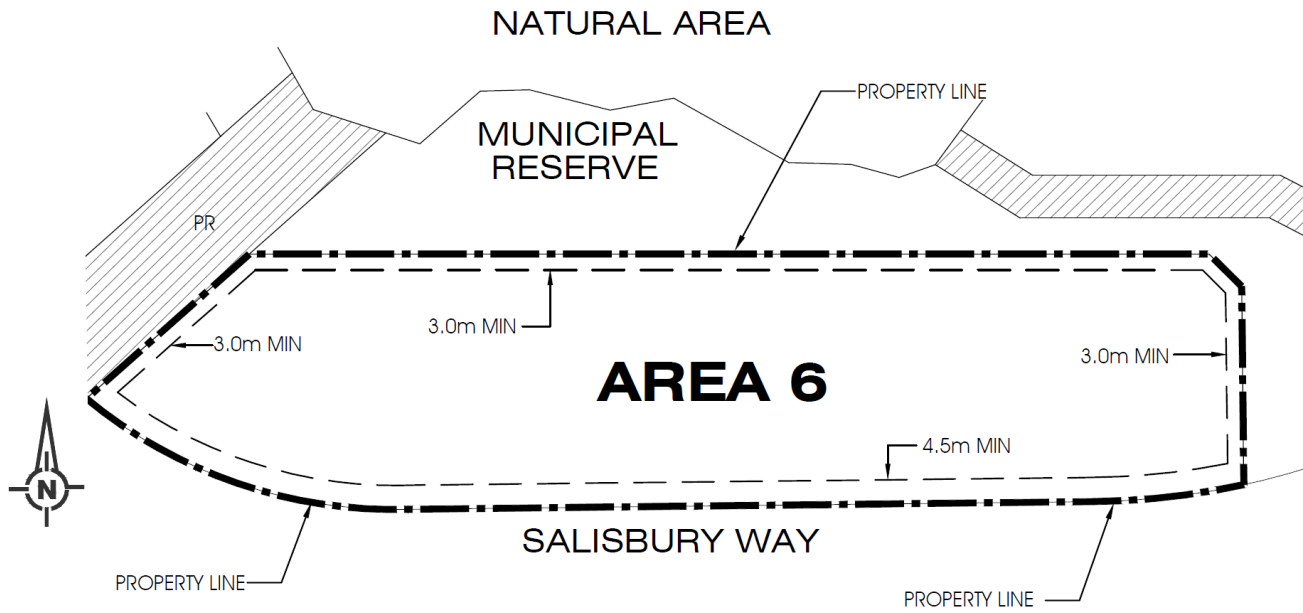 NATURAL AREA
PROPERTY LINE
MUNICIPAL
RESERVE
PR
3.0m MIN
3.0m MIN
3.0m MIN
AREA 6
4.5m MIN
N
SALISBURY WAY
PROPERTY LINE
PROPERTY LINE